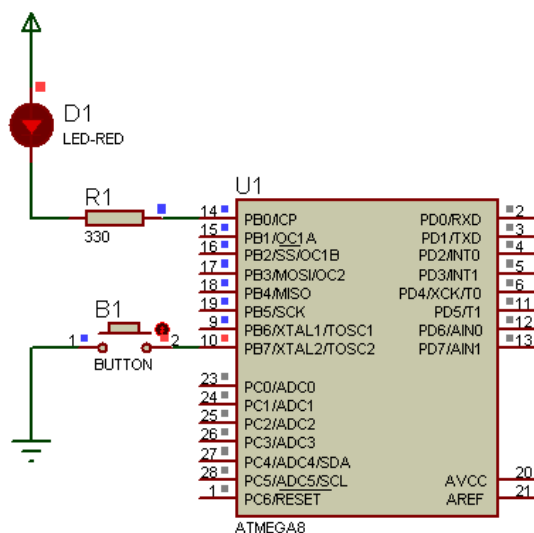 D1
LED-RED
R1
330
U1
14 PB0/ICP PD0/RXD 2
15 PB1/OC1A PD1/TXD 3
16 PB2/SS/OC1B PD2/INT0 4
17 PB3/MOSI/OC2 PD3/INT1 5
18 PB4/MISO PD4/XCK/T0 6
19 PB5/SCK PD5/T1 11
9 PB6/XTAL1/TOSC1 PD6/AIN0 12
10 PB7/XTAL2/TOSC2 PD7/AIN1 13
B1
1 2
BUTTON
23 PC0/ADC0
24 PC1/ADC1
25 PC2/ADC2
26 PC3/ADC3
27 PC4/ADC4/SDA
28 PC5/ADC5/SCL AVCC 20
1 PC6/RESET AREF 21
ATMEGA8